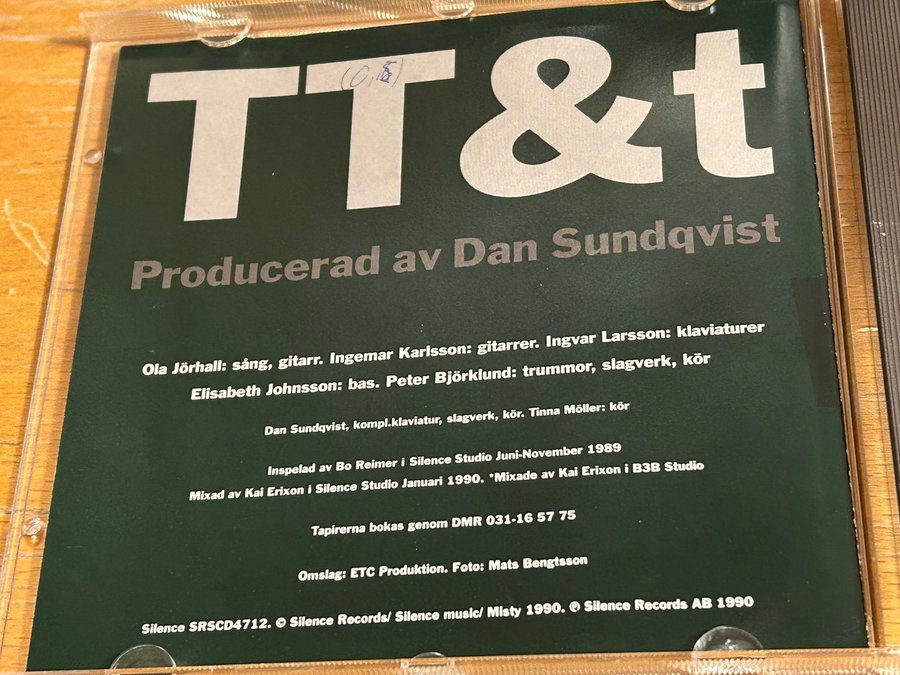 TT&t
Producerad av Dan Sundqvist
Ola Jörhall: sång, gitarr. Ingemar Karlsson: gitarrer. Ingvar Larsson: klaviaturer
Elisabeth Johnsson: bas. Peter Björklund: trummor, slagverk, kör
Dan Sundqvist, kompl.klaviatur, slagverk, kör. Tinna Möller: kör
Inspelad av Bo Reimer i Silence Studio Juni-November 1989
Mixad av Kai Erixon i Silence Studio Januari 1990. *Mixade av Kai Erixon i B3B Studio
Tapirerna bokas genom DMR 031-16 57 75
Omslag: ETC Produktion. Foto: Mats Bengtsson
Silence SRSCD4712. © Silence Records/ Silence music/ Misty 1990. ℗ Silence Records AB 1990